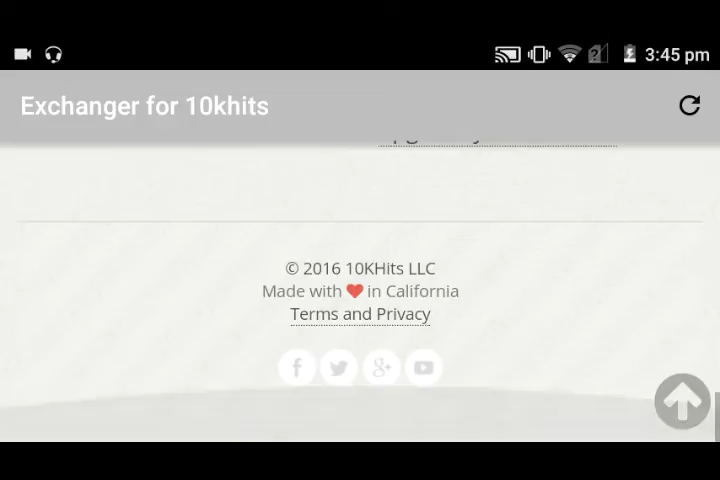 3:45 pm
Exchanger for 10khits
© 2016 10KHits LLC
Made with ❤ in California
Terms and Privacy